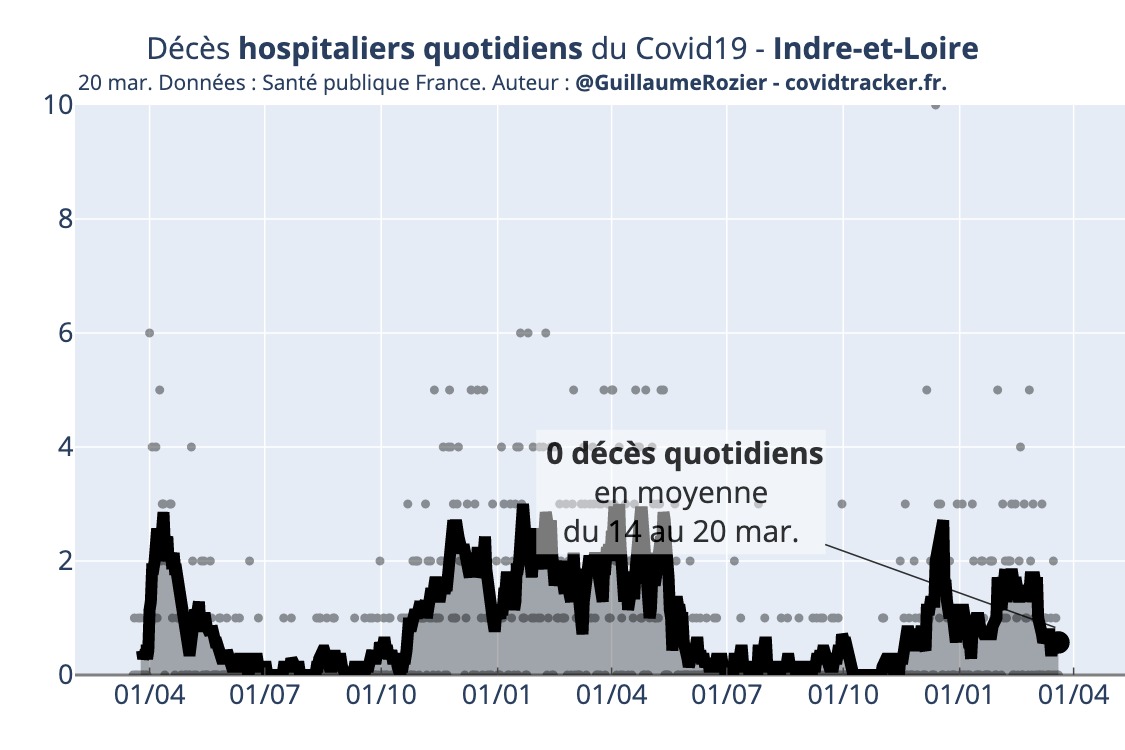 Décès hospitaliers quotidiens du Covid19 - Indre-et-Loire
20 mar. Données : Santé publique France. Auteur : @GuillaumeRozier - covidtracker.fr.
10
8
6
4
2
0
0 décès quotidiens
en moyenne
du 14 au 20 mar.
01/04 01/07 01/10 01/01 01/04 01/07 01/10 01/01 01/04